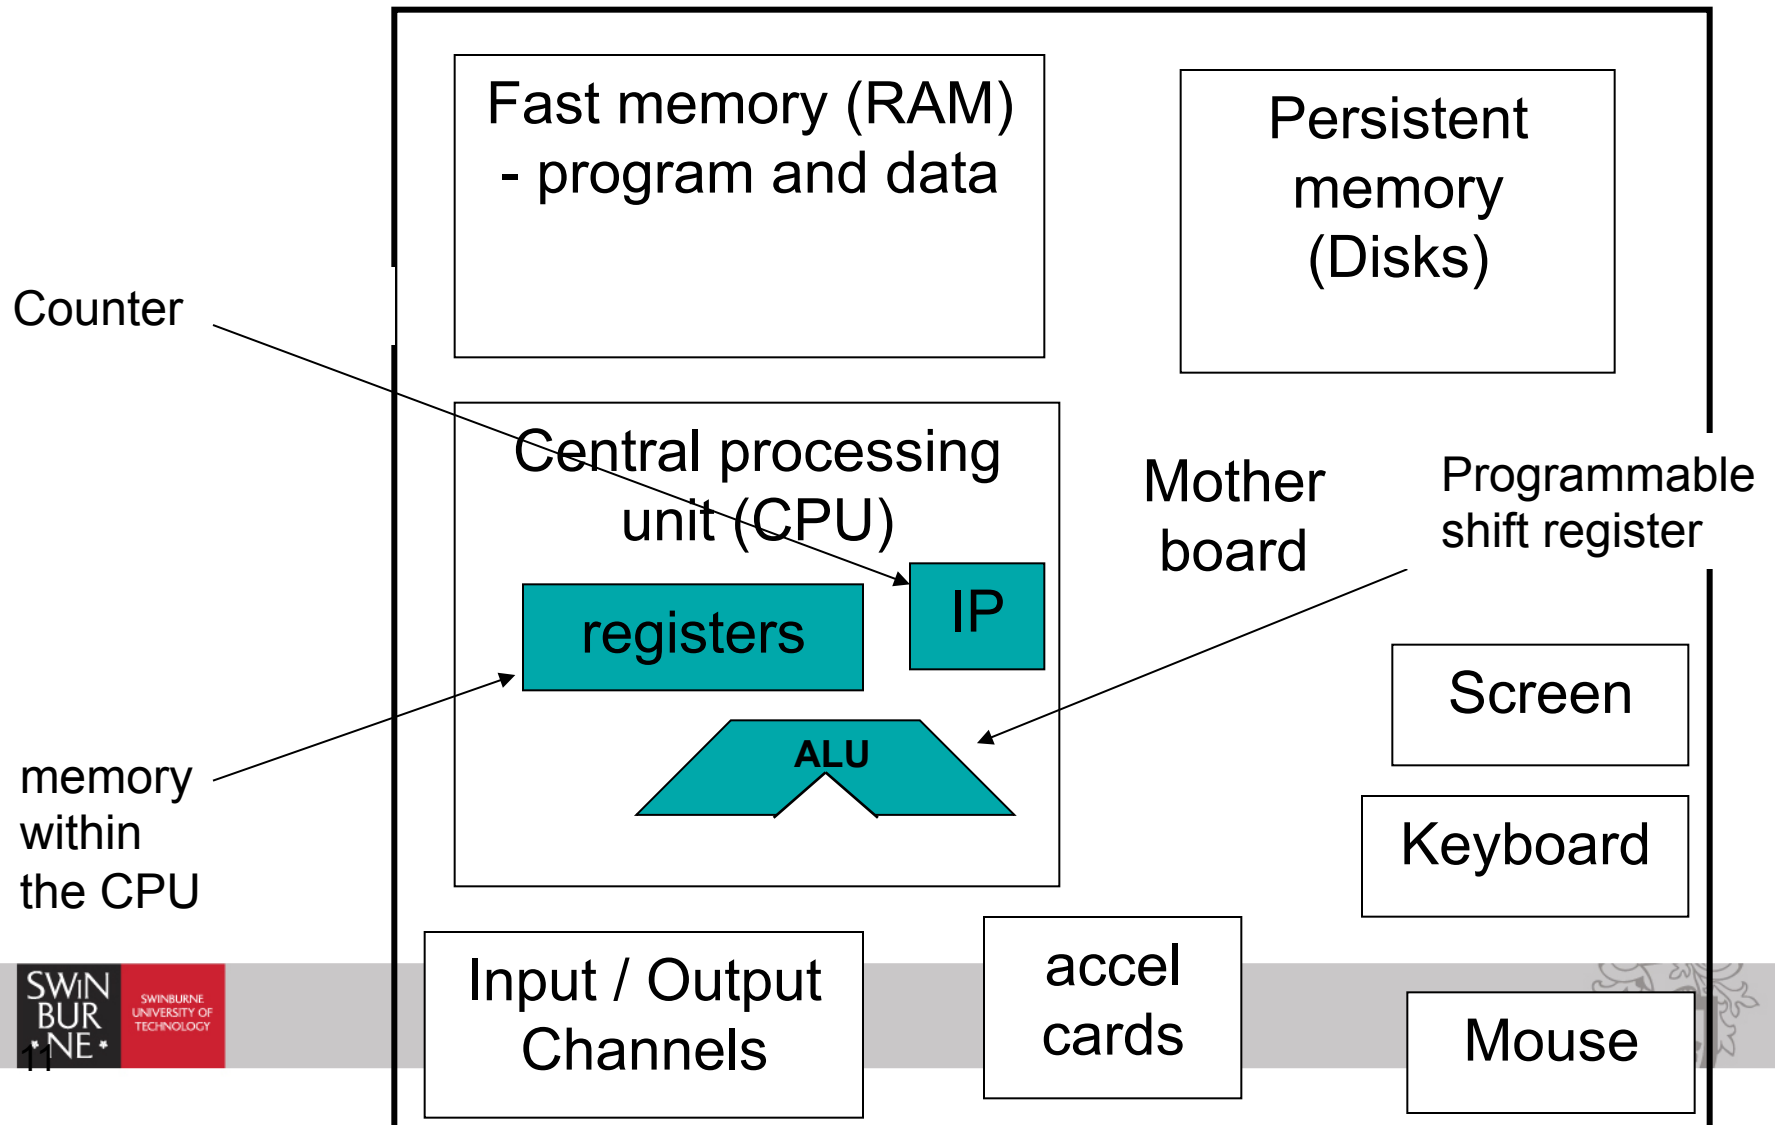 Fast memory (RAM)
- program and data
Persistent
memory
(Disks)
Counter
Central processing
unit (CPU)
Mother
board
Programmable
shift register
registers
IP
ALU
Screen
memory
within
the CPU
Keyboard
Input / Output
Channels
accel
cards
Mouse
SWIN
BUR
NE
SWINBURNE
UNIVERSITY OF
TECHNOLOGY
11